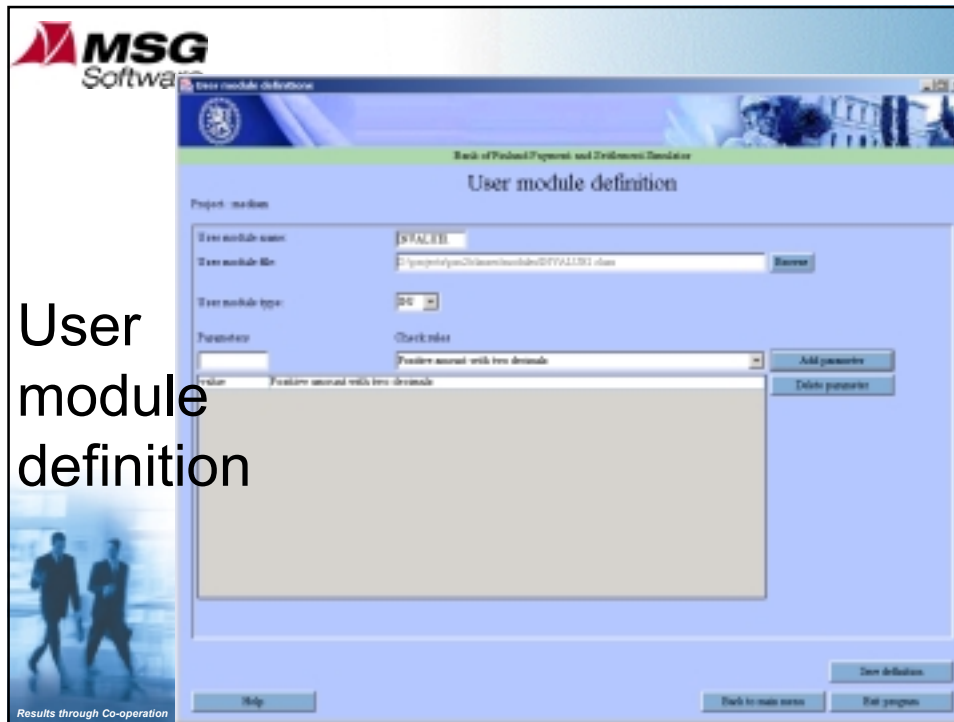 MSG
Software
User module definitions
Bank of Finland Payment and Settlement Simulator
User module definition
Project: medium
User module name:
User module file:
Browse
User module type:
Parameters Check rules
Positive amount with two decimals Add parameter
value Positive amount with two decimals Delete parameter
User
module
definition
Save definition
Help Back to main menu Exit program
Results through Co-operation